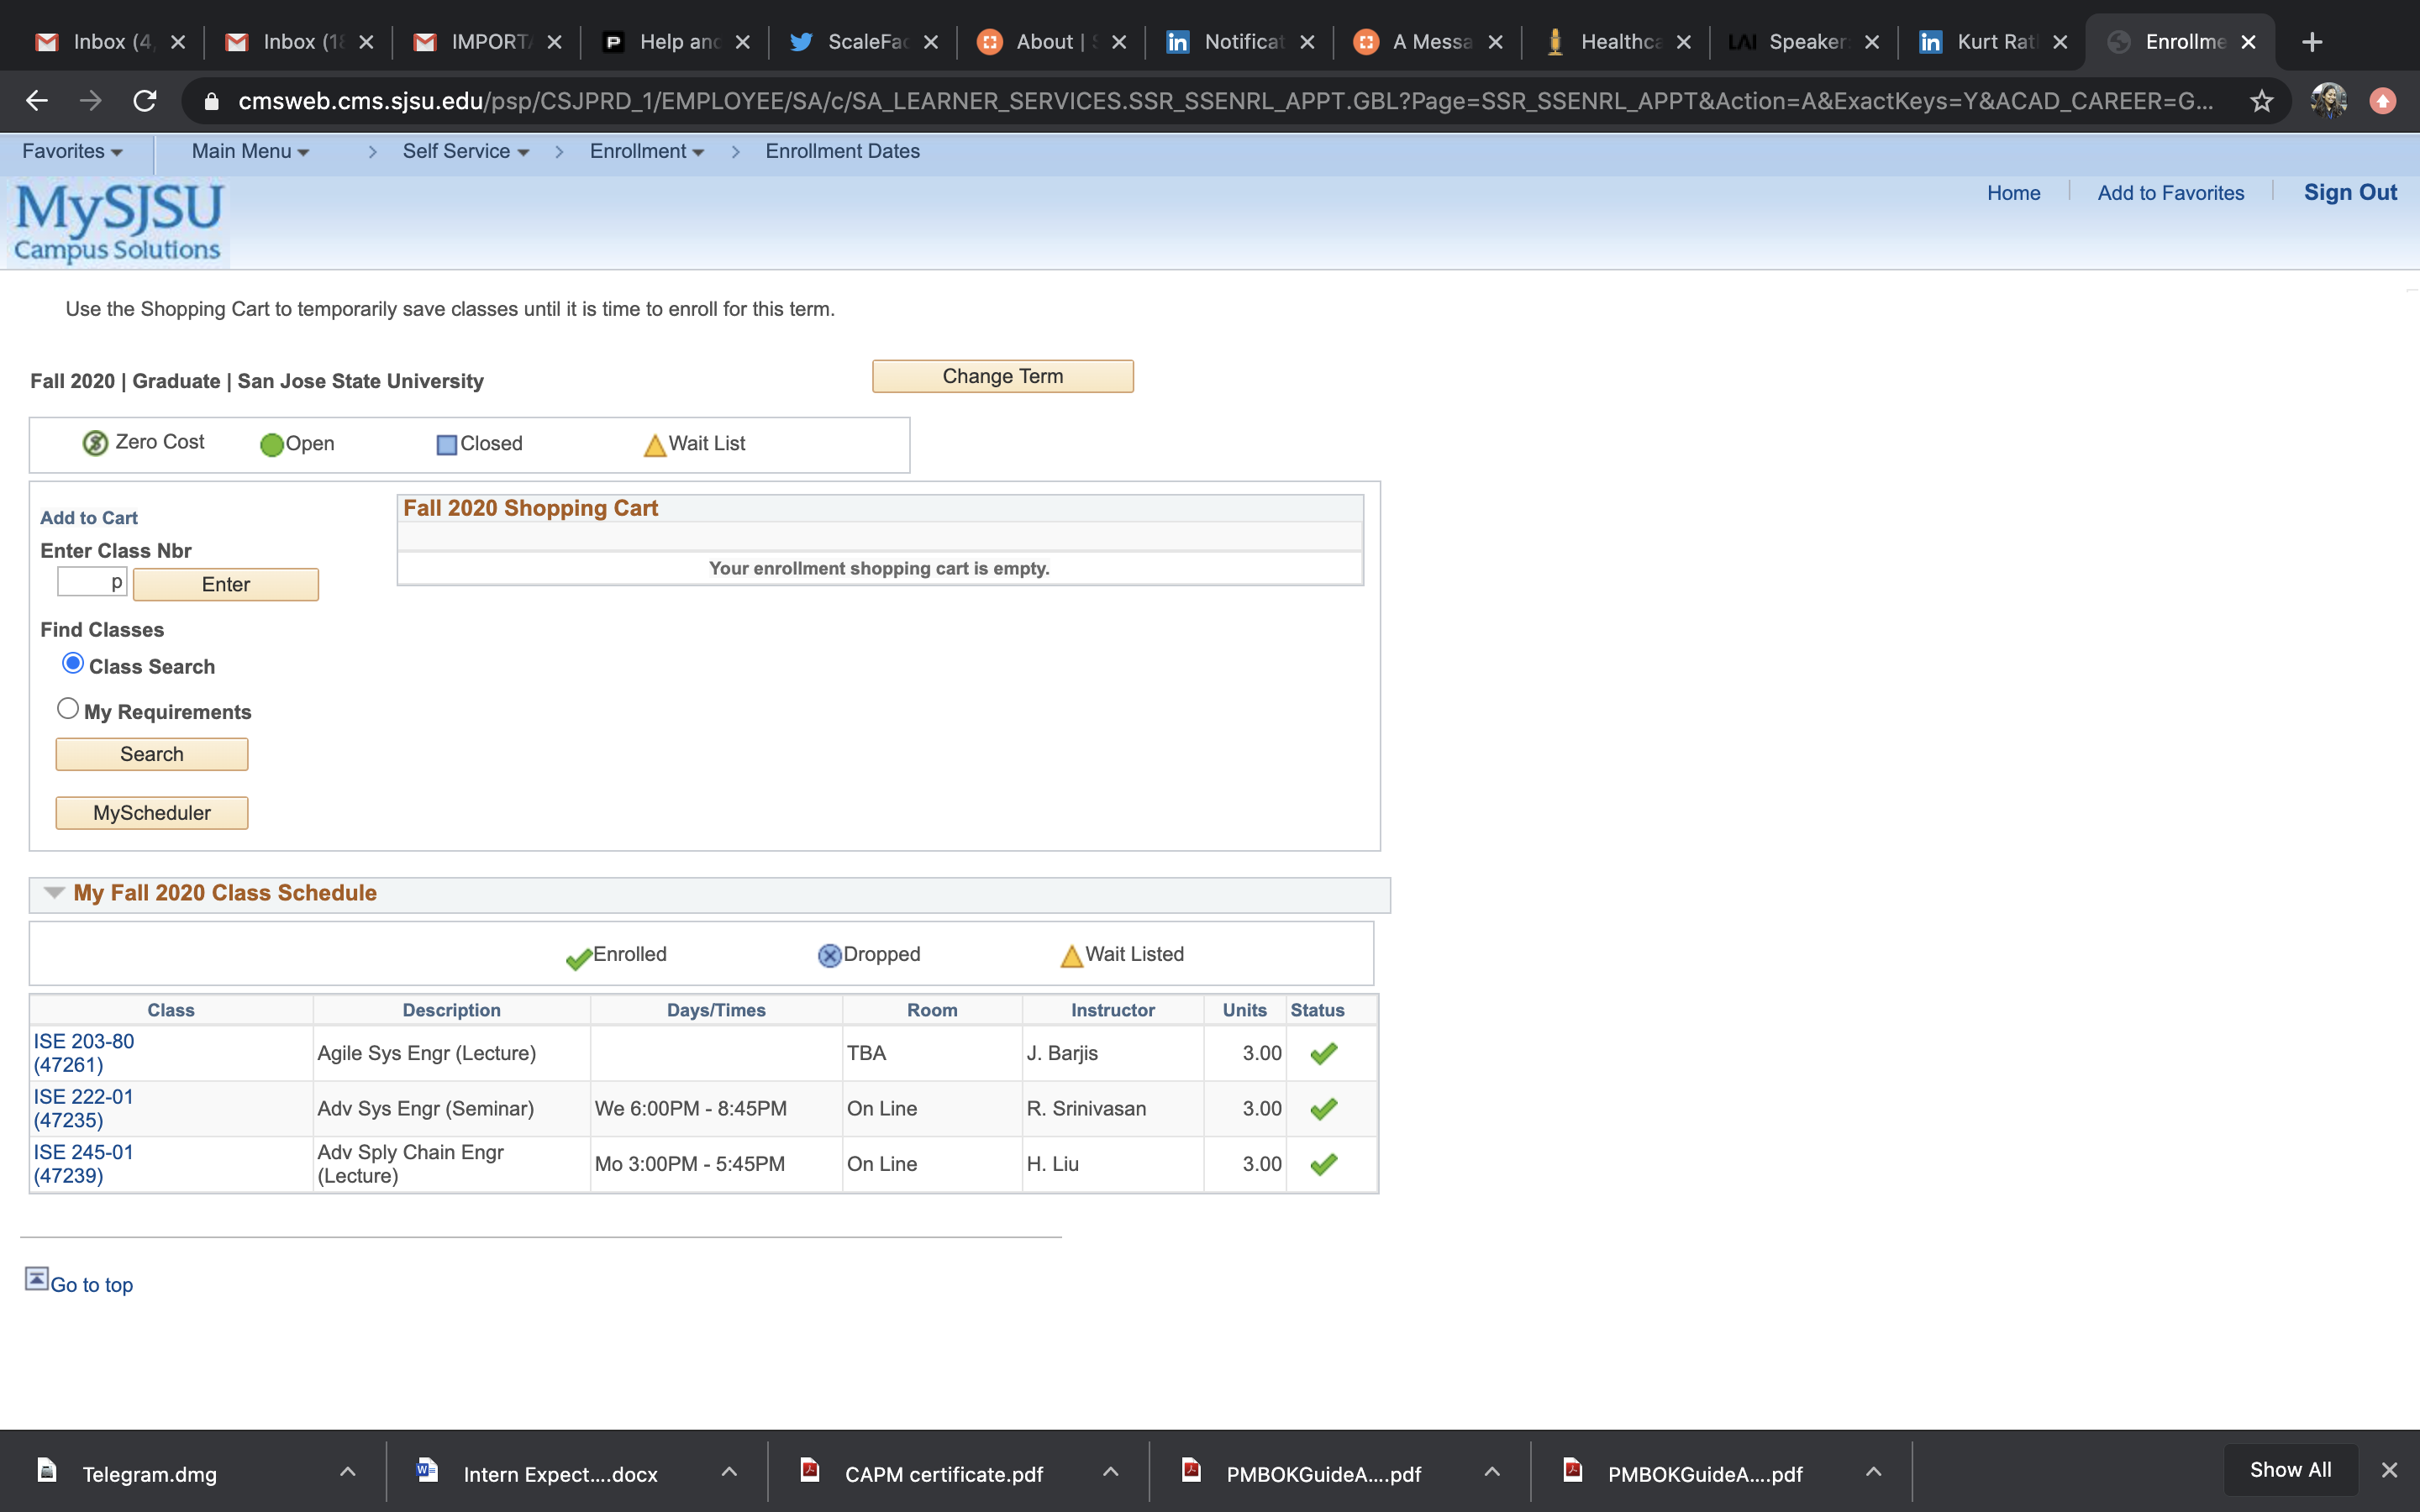 Inbox (4,
Inbox (18
IMPORTA
Help and
ScaleFac
About | S
Notificat
A Messa
Healthca
LAI Speaker
Kurt Rath
Enrollme
cmsweb.cms.sjsu.edu/psp/CSJPRD_1/EMPLOYEE/SA/c/SA_LEARNER_SERVICES.SSR_SSENRL_APPT.GBL?Page=SSR_SSENRL_APPT&Action=A&ExactKeys=Y&ACAD_CAREER=G...
Favorites Main Menu > Self Service > Enrollment > Enrollment Dates
MySJSU
Campus Solutions
Home Add to Favorites Sign Out
Use the Shopping Cart to temporarily save classes until it is time to enroll for this term.
Fall 2020 | Graduate | San Jose State University
Change Term
Zero Cost Open Closed Wait List
Add to Cart
Enter Class Nbr
p Enter
Find Classes
Class Search
My Requirements
Search
MyScheduler
Fall 2020 Shopping Cart
Your enrollment shopping cart is empty.
My Fall 2020 Class Schedule
Enrolled Dropped Wait Listed
Class Description Days/Times Room Instructor Units Status
ISE 203-80
(47261)
Agile Sys Engr (Lecture) TBA J. Barjis 3.00
ISE 222-01
(47235)
Adv Sys Engr (Seminar) We 6:00PM - 8:45PM On Line R. Srinivasan 3.00
ISE 245-01
(47239)
Adv Sply Chain Engr
(Lecture)
Mo 3:00PM - 5:45PM On Line H. Liu 3.00
Go to top
Telegram.dmg
Intern Expect....docx
CAPM certificate.pdf
PMBOKGuideA....pdf
PMBOKGuideA....pdf
Show All